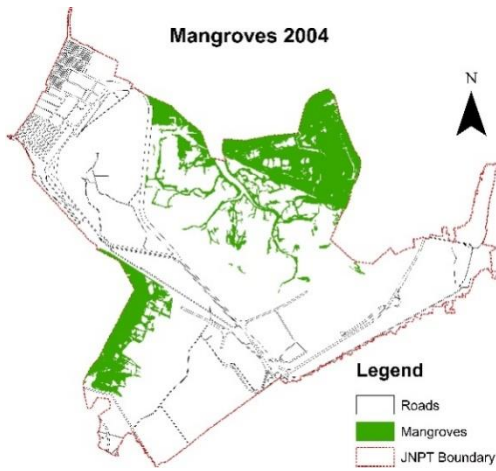 Mangroves 2004
N
Legend
Roads
Mangroves
JNPT Boundary